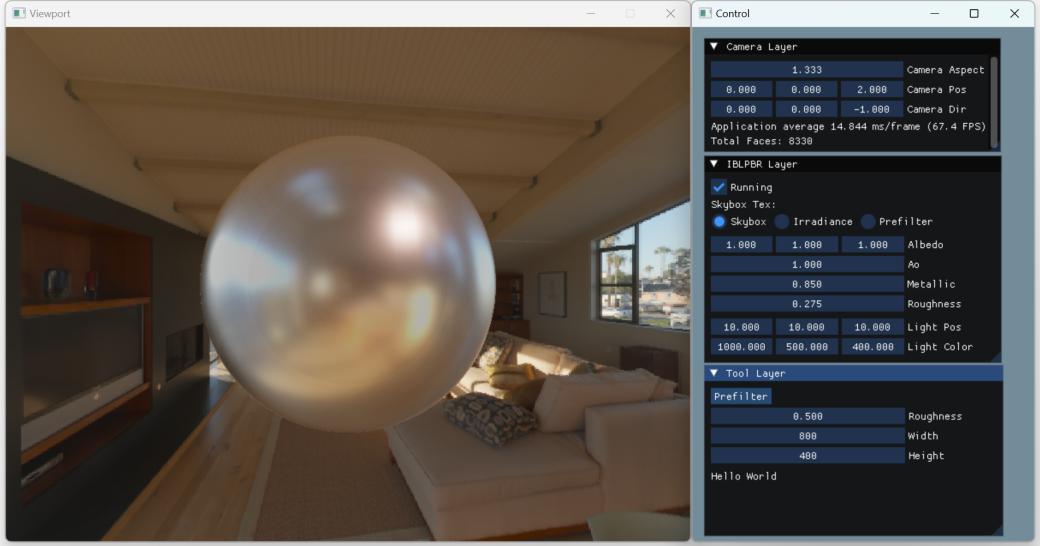 Viewport
Control
Camera Layer
1.333 Camera Aspect
0.000 0.000 2.000 Camera Pos
0.000 0.000 -1.000 Camera Dir
Application average 14.844 ms/frame (67.4 FPS)
Total Faces: 8330
IBLPBR Layer
Running
Skybox Tex:
Skybox Irradiance Prefilter
1.000 1.000 1.000 Albedo
1.000 Ao
0.850 Metallic
0.275 Roughness
10.000 10.000 10.000 Light Pos
1000.000 500.000 400.000 Light Color
Tool Layer
Prefilter
0.500 Roughness
800 Width
400 Height
Hello World